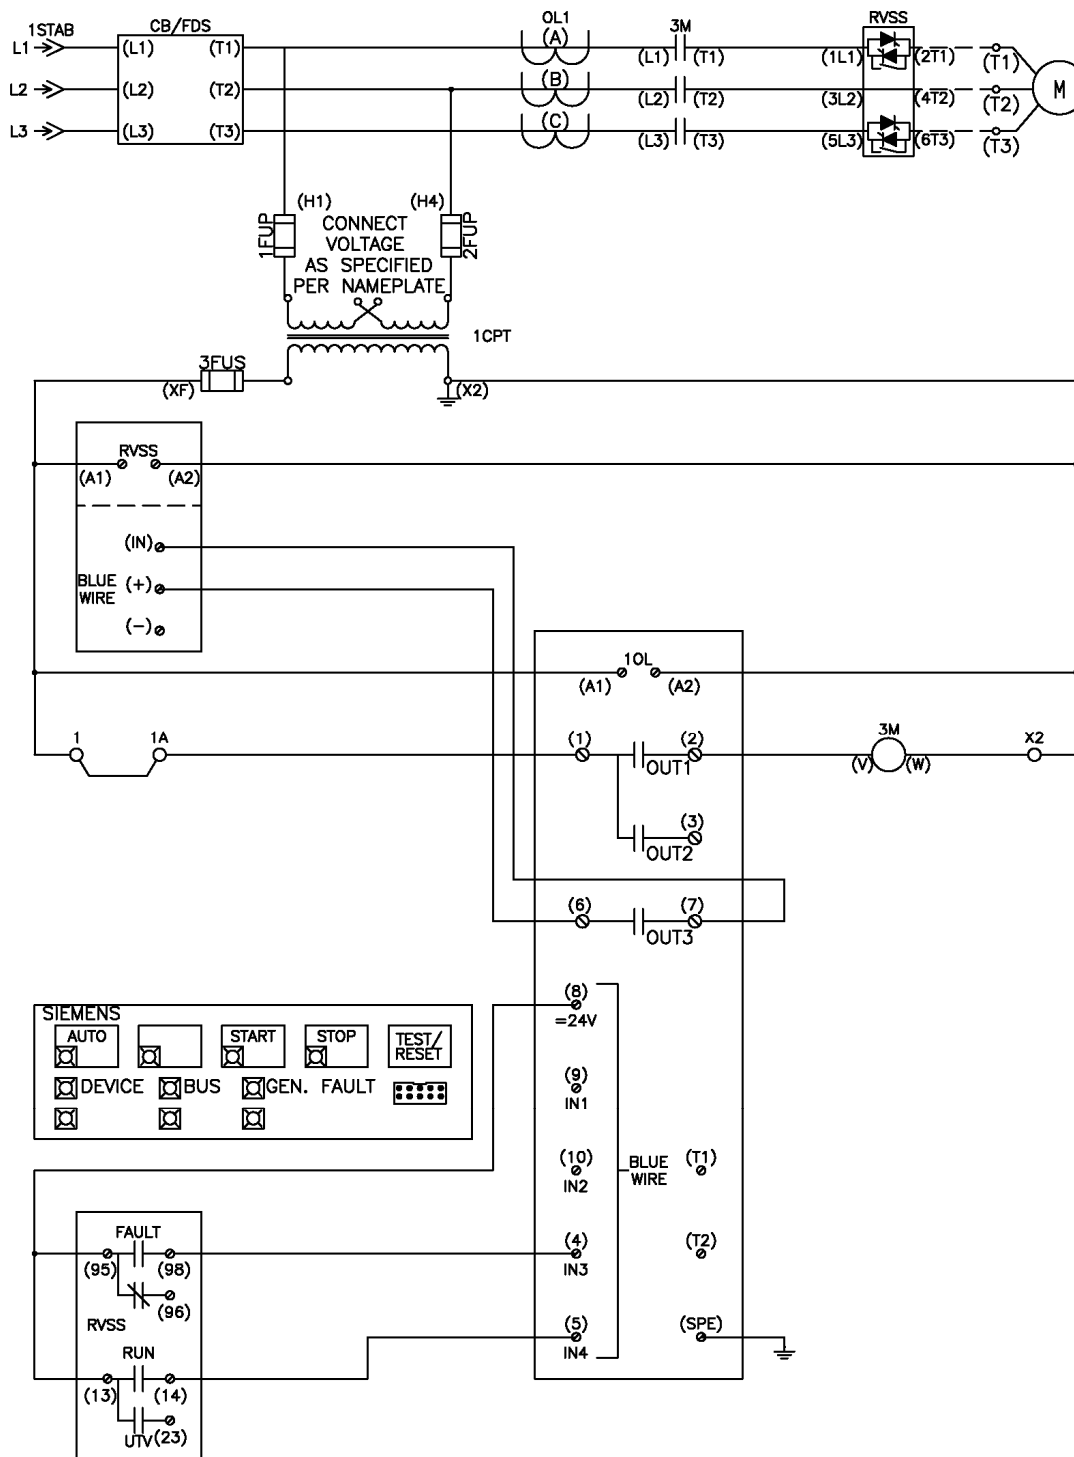 1STAB CB/FDS OL1 3M RVSS
L1 (L1) (T1) (A) (L1) (T1) (1L1) (2T1) (T1)
L2 (L2) (T2) (B) (L2) (T2) (3L2) (4T2) (T2) M
L3 (L3) (T3) (C) (L3) (T3) (5L3) (6T3) (T3)
(H1) (H4)
1FUP 2FUP
CONNECT
VOLTAGE
AS SPECIFIED
PER NAMEPLATE
1CPT
3FUS
(XF) (X2)
RVSS
(A1) (A2)
(IN)
BLUE (+)
WIRE
(-)
1OL
(A1) (A2)
1 1A (1) (2) 3M X2
OUT1 (V) (W)
(3)
OUT2
(6) (7)
OUT3
(8)
=24V
SIEMENS
AUTO START STOP TEST/
RESET
DEVICE BUS GEN. FAULT
(9)
IN1
(10) BLUE (T1)
IN2 WIRE
FAULT (4) (T2)
(95) (98) IN3
(96)
RVSS (5) (SPE)
RUN IN4
(13) (14)
UTV (23)